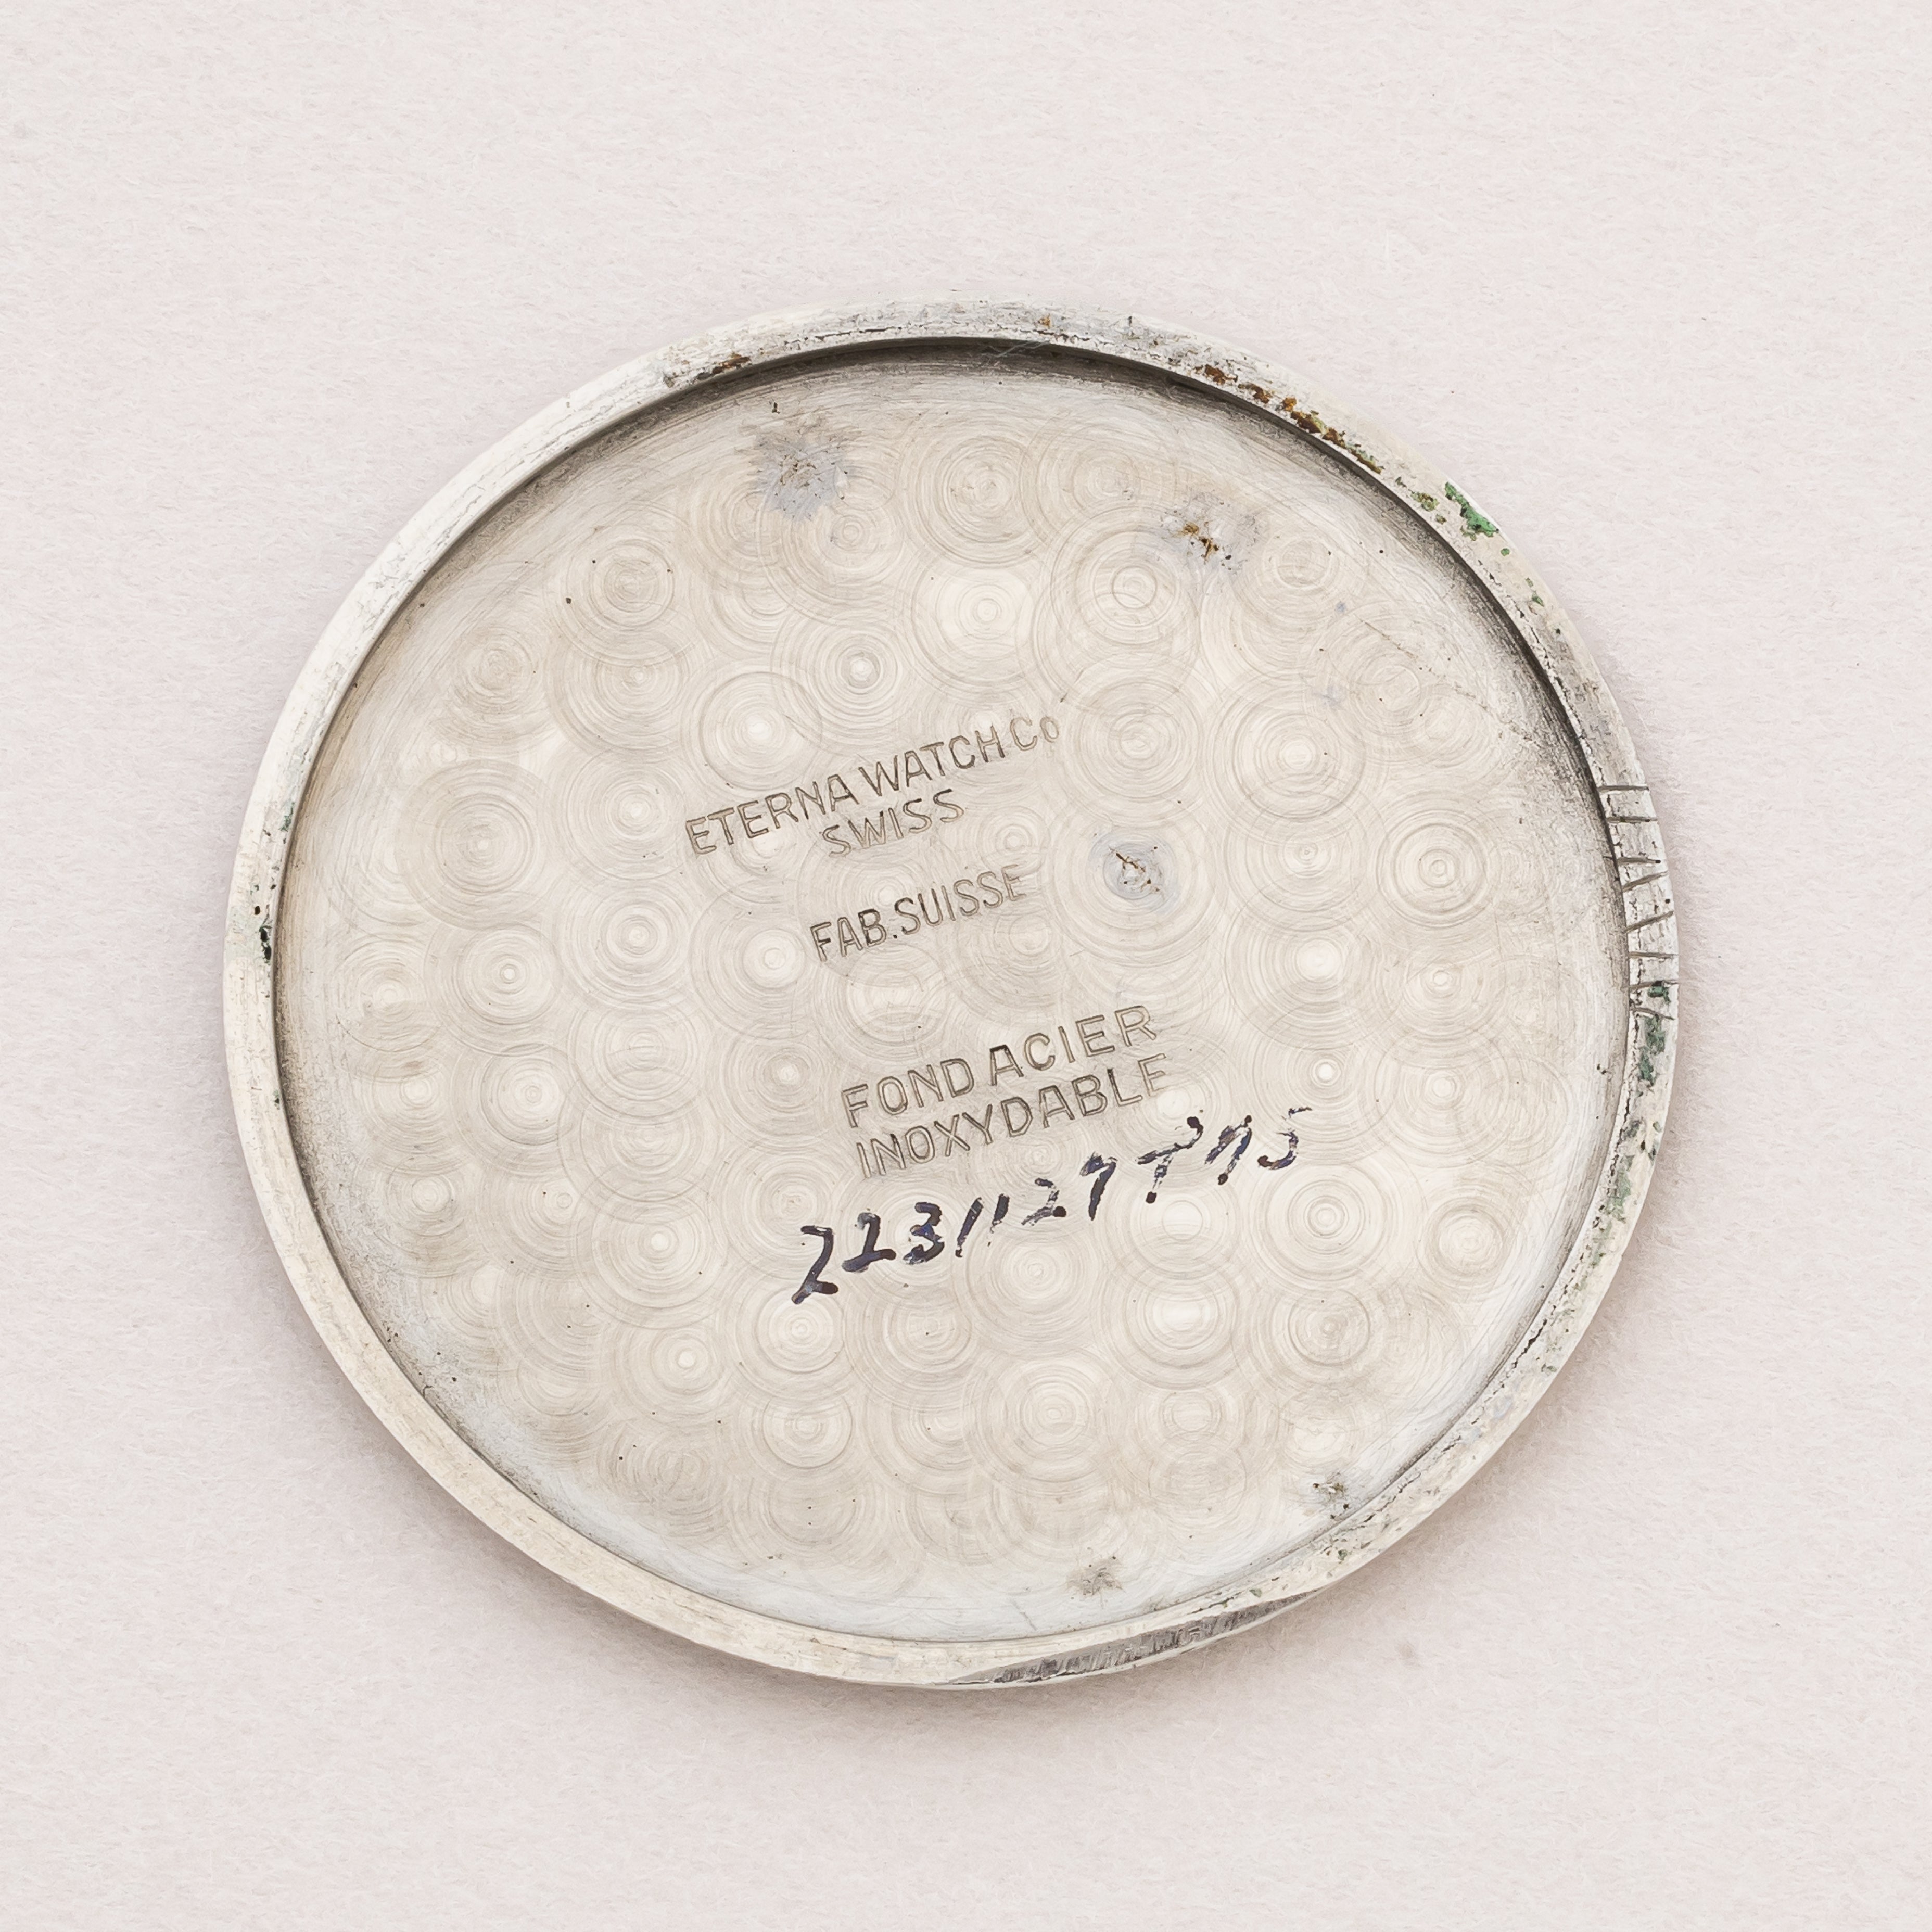 ETERNA WATCH Co
SWISS
FAB.SUISSE
FOND ACIER
INOXYDABLE